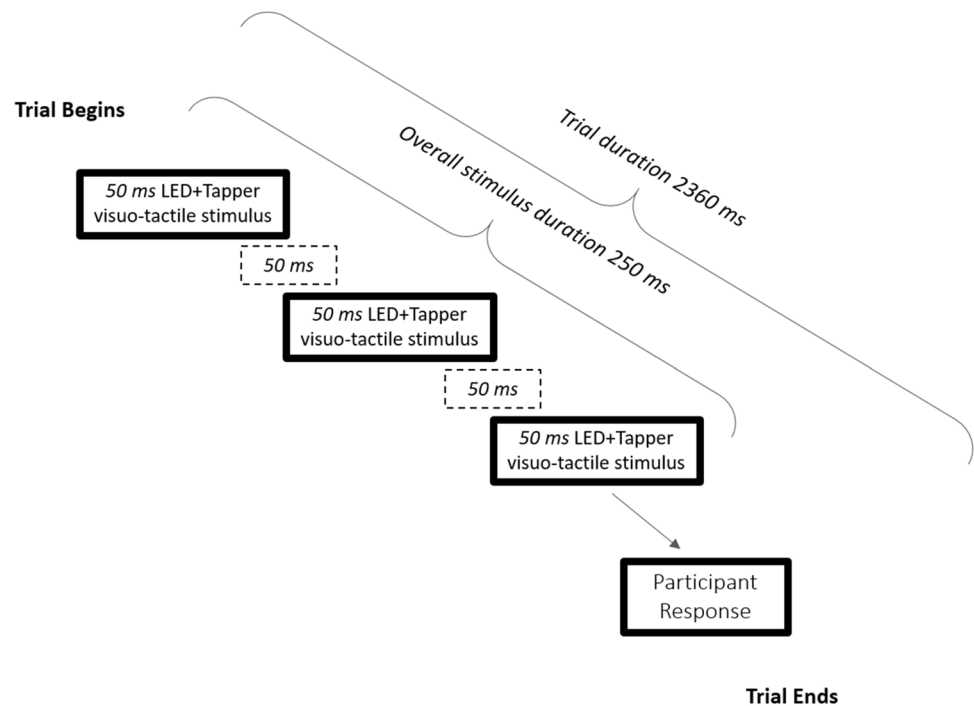 Trial Begins
Trial duration 2360 ms
Overall stimulus duration 250 ms
50 ms LED+Tapper
visuo-tactile stimulus
50 ms
50 ms LED+Tapper
visuo-tactile stimulus
50 ms
50 ms LED+Tapper
visuo-tactile stimulus
Participant
Response
Trial Ends